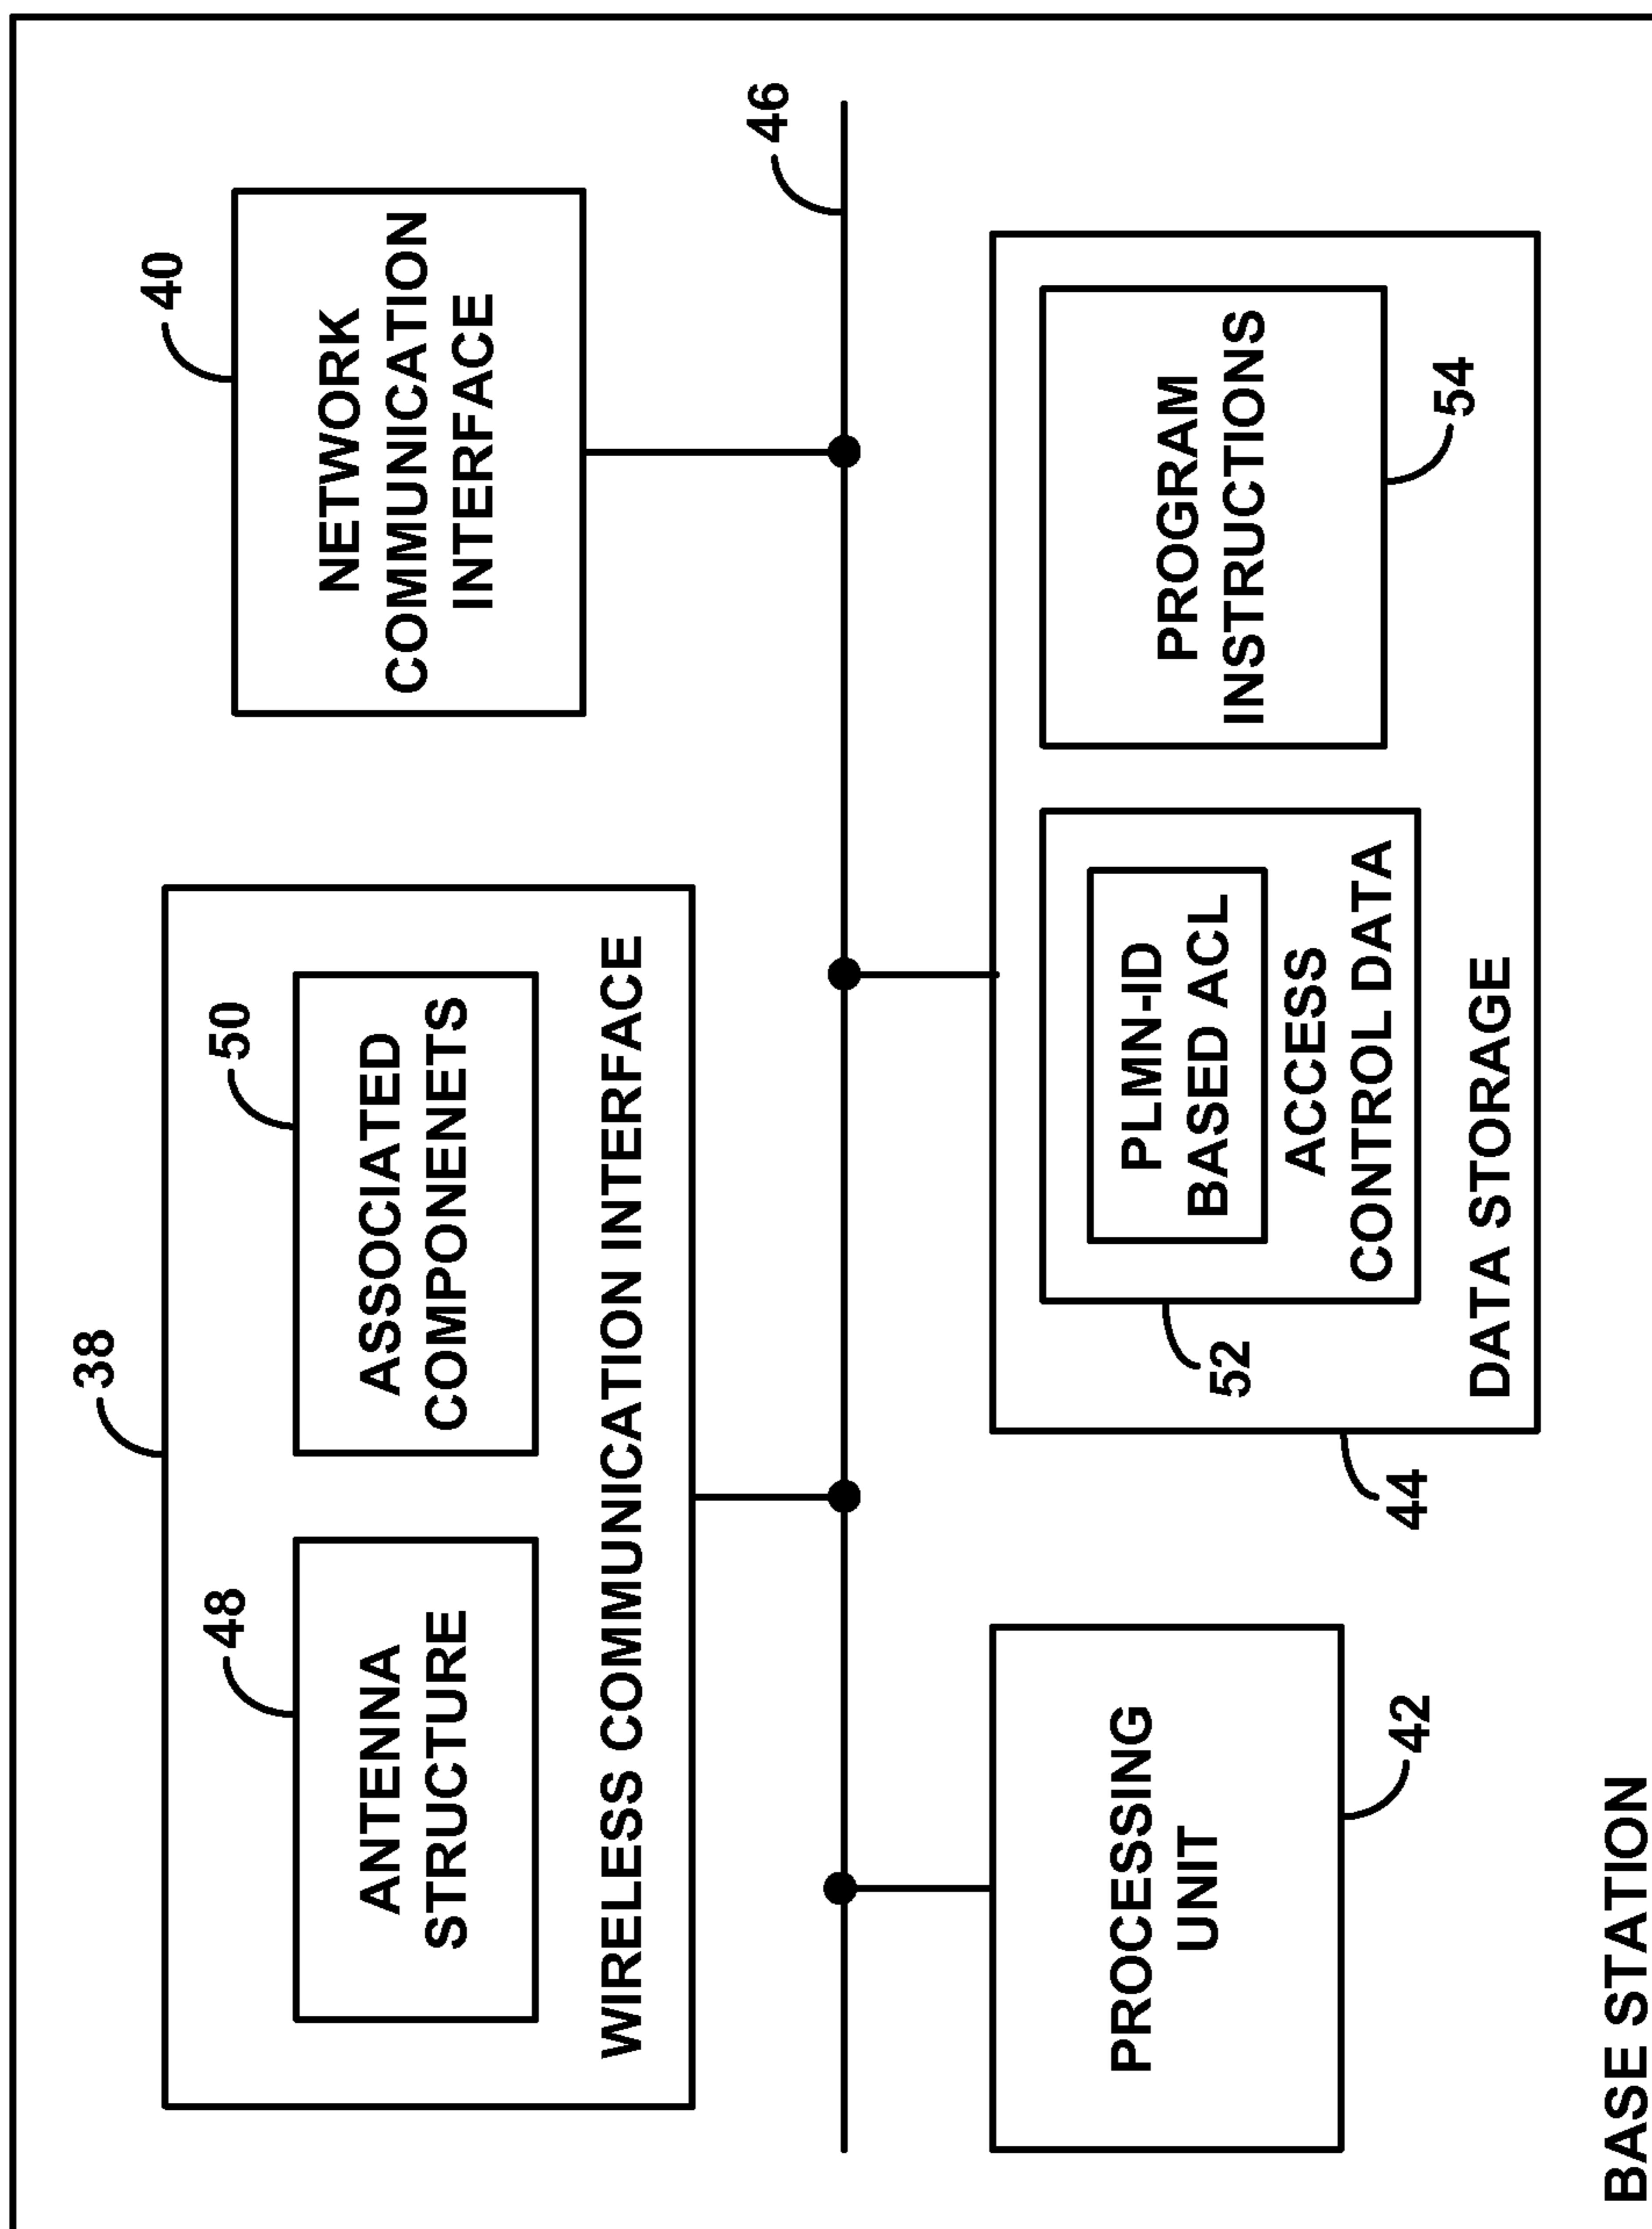 38
48
ANTENNA
STRUCTURE
50
ASSOCIATED
COMPONENETS
WIRELESS COMMUNICATION INTERFACE
40
NETWORK
COMMUNICATION
INTERFACE
46
PROCESSING
UNIT
42
PLMN-ID
BASED ACL
ACCESS
CONTROL DATA
52
PROGRAM
INSTRUCTIONS
54
DATA STORAGE
44
BASE STATION